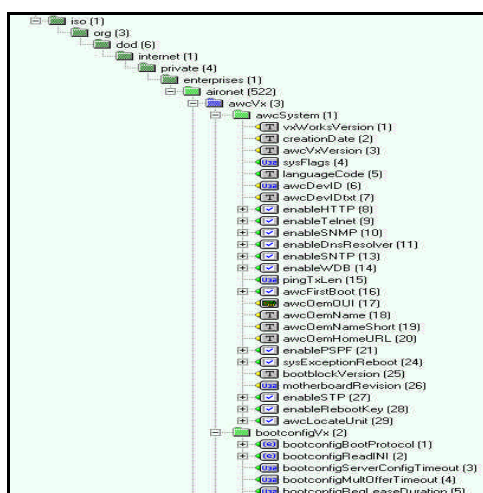 iso (1)
org (3)
dod (6)
internet (1)
private (4)
enterprises (1)
aironet (522)
awcVx (3)
awcSystem (1)
vxWorksVersion (1)
creationDate (2)
awcVxVersion (3)
sysFlags (4)
languageCode (5)
awcDevID (6)
awcDevIDtxt (7)
enableHTTP (8)
enableTelnet (9)
enableSNMP (10)
enableDnsResolver (11)
enableSNTP (13)
enableWDB (14)
pingTxLen (15)
awcFirstBoot (16)
awcOemOUI (17)
awcOemName (18)
awcOemNameShort (19)
awcOemHomeURL (20)
enablePSPF (21)
sysExceptionReboot (24)
bootblockVersion (25)
motherboardRevision (26)
enableSTP (27)
enableRebootKey (28)
awcLocateUnit (29)
bootconfigVx (2)
bootconfigBootProtocol (1)
bootconfigReadINI (2)
bootconfigServerConfigTimeout (3)
bootconfigMultOfferTimeout (4)
bootconfigReqLeaseDuration (5)